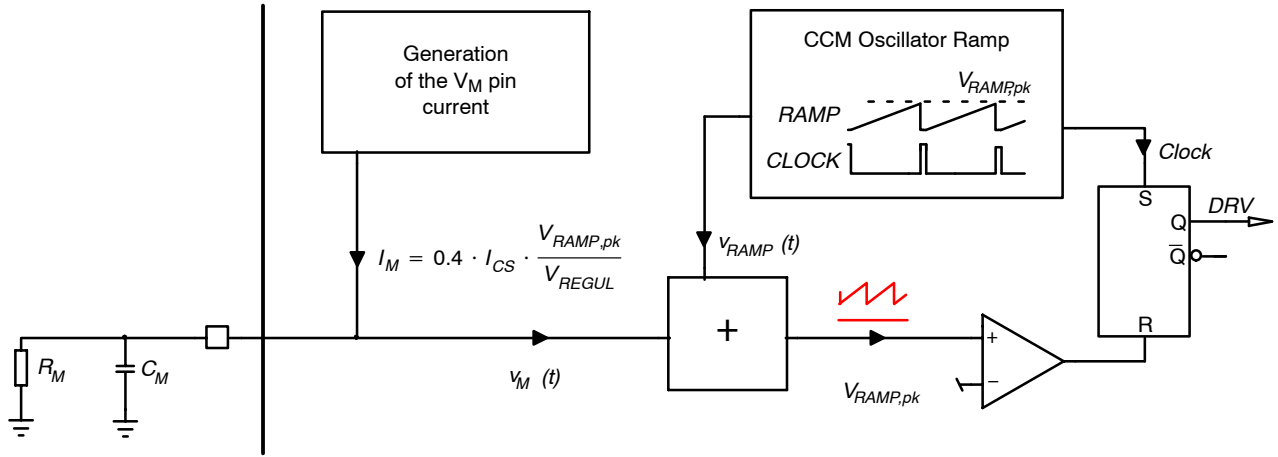 Generation
of the V_M pin
current
CCM Oscillator Ramp
V_RAMP,pk
RAMP
CLOCK
Clock
S
Q
DRV
Q̅
R
I_M = 0.4 · I_CS · V_RAMP,pk / V_REGUL
v_RAMP (t)
+
R_M
C_M
v_M (t)
+
−
V_RAMP,pk